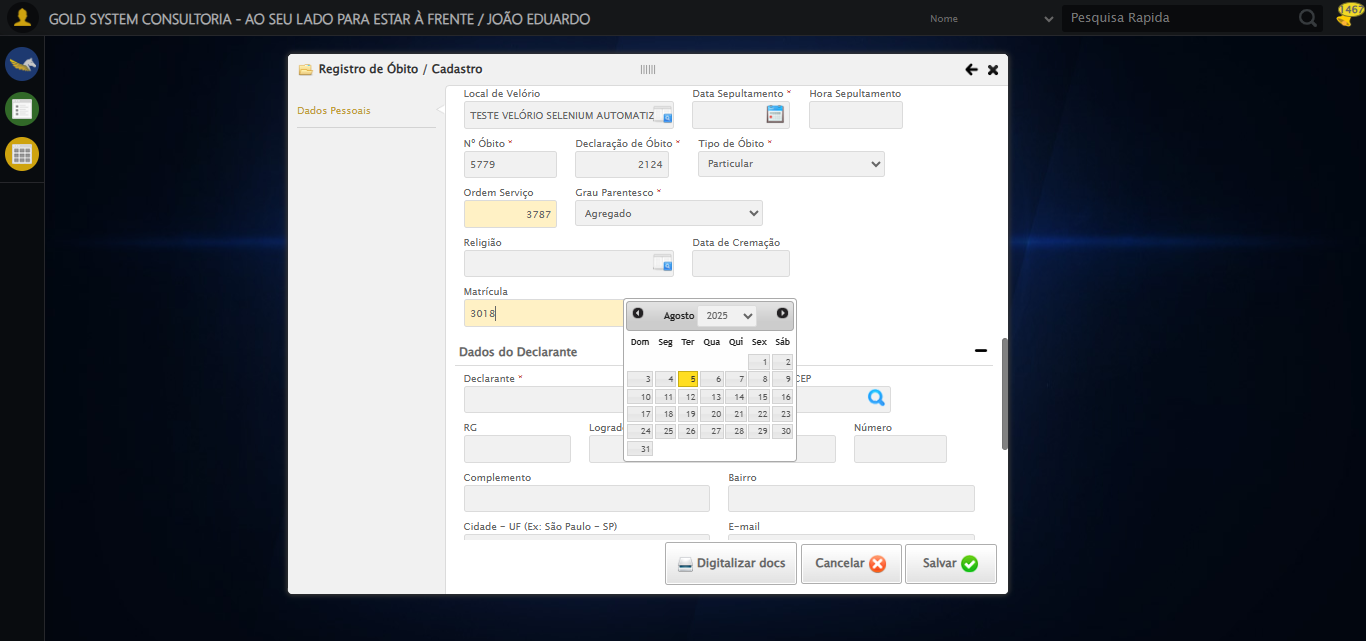 GOLD SYSTEM CONSULTORIA - AO SEU LADO PARA ESTAR À FRENTE / JOÃO EDUARDO
Nome
Pesquisa Rapida
1467
Registro de Óbito / Cadastro
Dados Pessoais
Local de Velório Data Sepultamento * Hora Sepultamento
TESTE VELÓRIO SELENIUM AUTOMATIZ
Nº Óbito * Declaração de Óbito * Tipo de Óbito *
5779 2124 Particular
Ordem Serviço Grau Parentesco *
3787 Agregado
Religião Data de Cremação
Matrícula
3018
Agosto 2025
Dom Seg Ter Qua Qui Sex Sáb
1 2
3 4 5 6 7 8 9
10 11 12 13 14 15 16
17 18 19 20 21 22 23
24 25 26 27 28 29 30
31
Dados do Declarante
Declarante * CEP
RG Lograd Número
Complemento Bairro
Cidade - UF (Ex: São Paulo - SP) E-mail
Digitalizar docs Cancelar Salvar